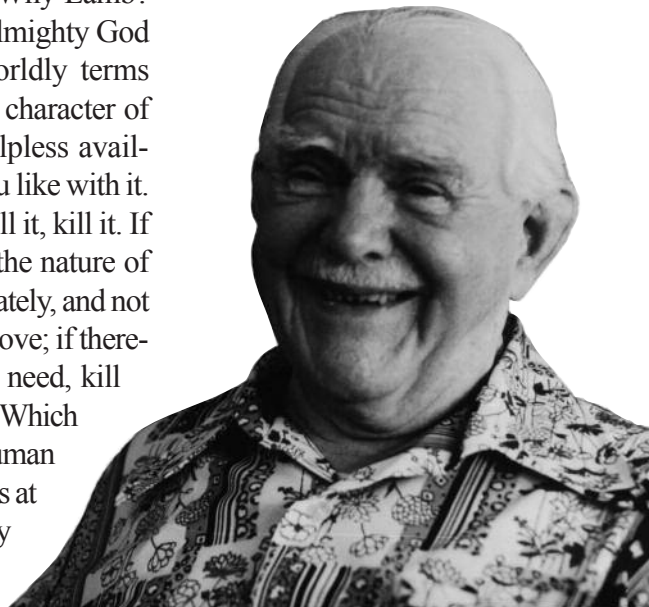 Why Lamb?
lmighty God
orldly terms
character of
lpless avail-
u like with it.
ll it, kill it. If
the nature of
ately, and not
ove; if there-
need, kill
Which
uman
s at
y